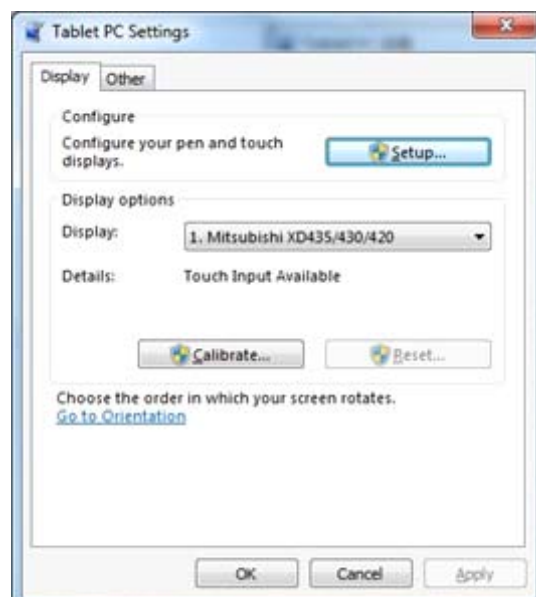 Tablet PC Settings
Display Other
Configure
Configure your pen and touch
displays.
Setup...
Display options
Display: 1. Mitsubishi XD435/430/420
Details: Touch Input Available
Calibrate... Reset...
Choose the order in which your screen rotates.
Go to Orientation
OK Cancel Apply